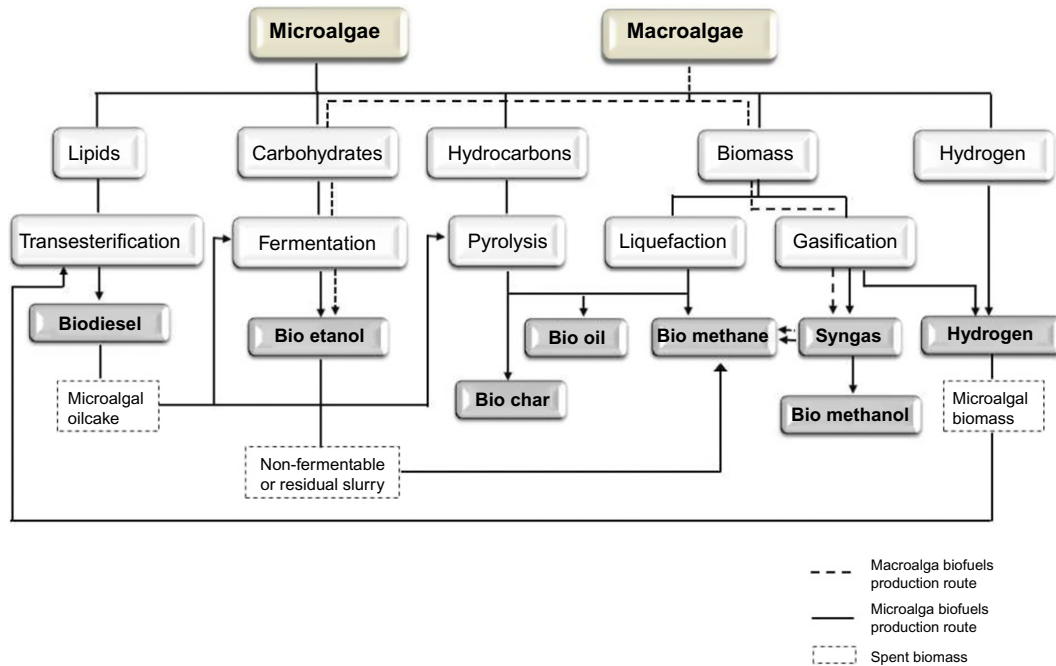 Microalgae
Macroalgae
Lipids
Carbohydrates
Hydrocarbons
Biomass
Hydrogen
Transesterification
Fermentation
Pyrolysis
Liquefaction
Gasification
Biodiesel
Bio etanol
Bio oil
Bio methane
Syngas
Hydrogen
Microalgal
oilcake
Bio char
Bio methanol
Microalgal
biomass
Non-fermentable
or residual slurry
Macroalga biofuels
production route
Microalga biofuels
production route
Spent biomass